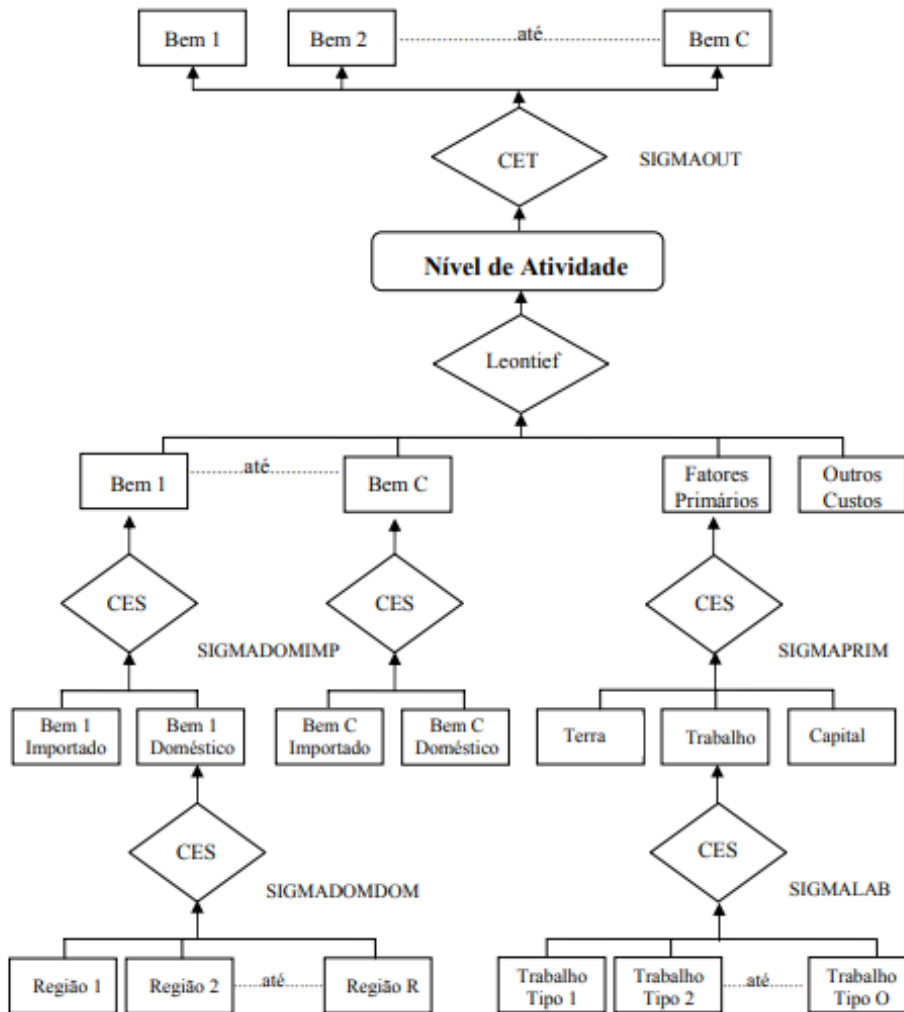 Bem 1
Bem 2
até
Bem C
CET
SIGMAOUT
Nível de Atividade
Leontief
Bem 1
até
Bem C
Fatores
Primários
Outros
Custos
CES
CES
CES
SIGMADOMIMP
SIGMAPRIM
Bem 1
Importado
Bem 1
Doméstico
Bem C
Importado
Bem C
Doméstico
Terra
Trabalho
Capital
CES
CES
SIGMADOMDOM
SIGMALAB
Região 1
Região 2
até
Região R
Trabalho
Tipo 1
Trabalho
Tipo 2
até
Trabalho
Tipo O